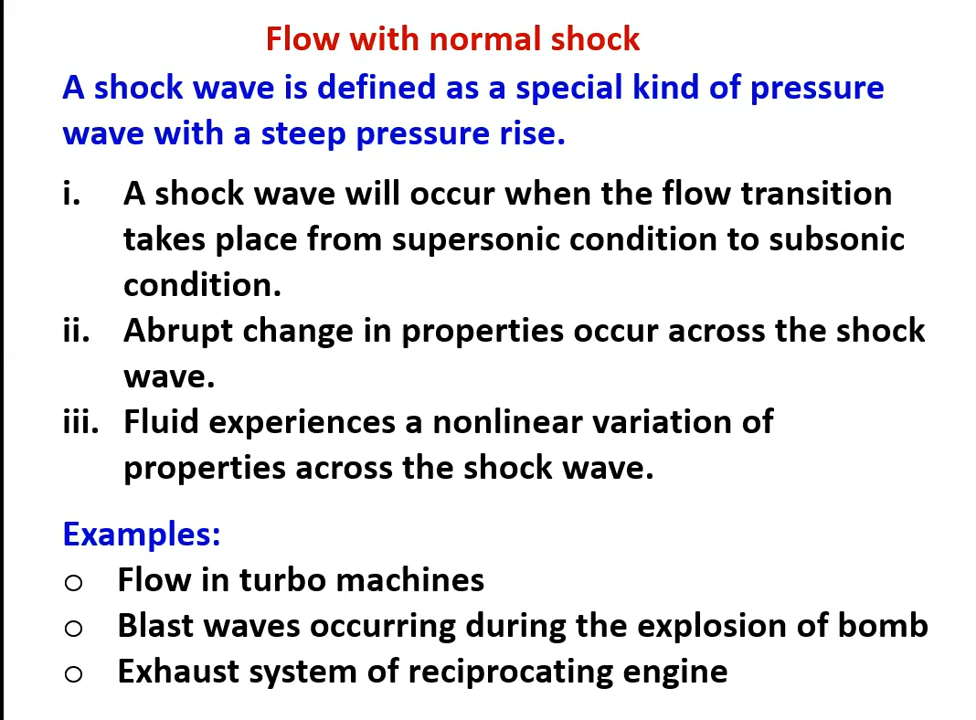 Flow with normal shock
A shock wave is defined as a special kind of pressure
wave with a steep pressure rise.
i. A shock wave will occur when the flow transition
takes place from supersonic condition to subsonic
condition.
ii. Abrupt change in properties occur across the shock
wave.
iii. Fluid experiences a nonlinear variation of
properties across the shock wave.
Examples:
o Flow in turbo machines
o Blast waves occurring during the explosion of bomb
o Exhaust system of reciprocating engine